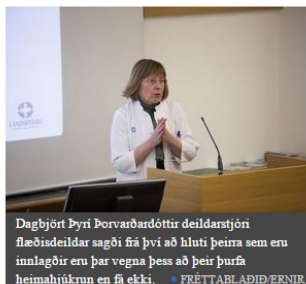 LANDSPÍTALI
Dagbjört Þyrí Þorvarðardóttir deildarstjóri
flæðisdeildar sagði frá því að hluti þeirra sem eru
innlagðir eru þar vegna þess að þeir þurfa
heimahjúkrun en fá ekki. FRÉTTABLAÐIÐ/ERNIR